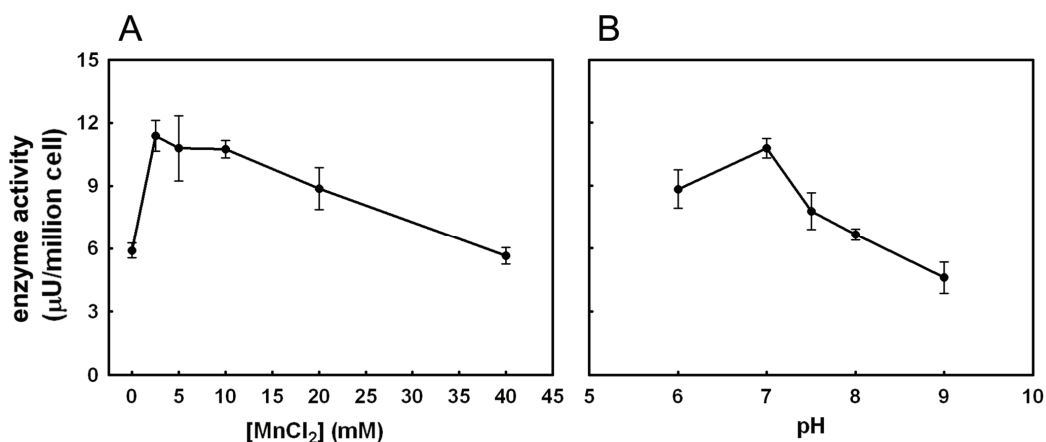 A
B
enzyme activity
(µU/million cell)
15
12
9
6
3
0
0 5 10 15 20 25 30 35 40 45
[MnCl₂] (mM)
5 6 7 8 9 10
pH